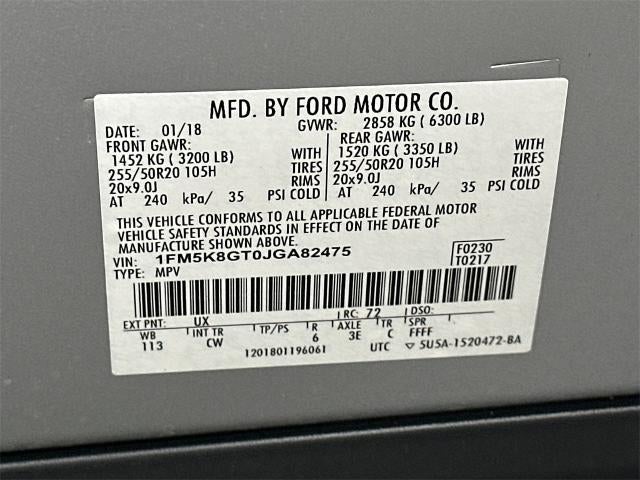 MFD. BY FORD MOTOR CO.
DATE: 01/18 GVWR: 2858 KG ( 6300 LB)
FRONT GAWR: REAR GAWR:
1452 KG ( 3200 LB) WITH 1520 KG ( 3350 LB) WITH
255/50R20 105H TIRES 255/50R20 105H TIRES
20x9.0J RIMS 20x9.0J RIMS
AT 240 kPa/ 35 PSI COLD AT 240 kPa/ 35 PSI COLD
THIS VEHICLE CONFORMS TO ALL APPLICABLE FEDERAL MOTOR
VEHICLE SAFETY STANDARDS IN EFFECT ON THE DATE OF
MANUFACTURE SHOWN ABOVE.
VIN: 1FM5K8GT0JGA82475 F0230
TYPE: MPV T0217
EXT PNT: UX RC: 72 DSO:
WB INT TR TP/PS R AXLE TR SPR
113 CW 6 3E C FFFF
1201801196061 UTC ▽ 5U5A-1520472-BA